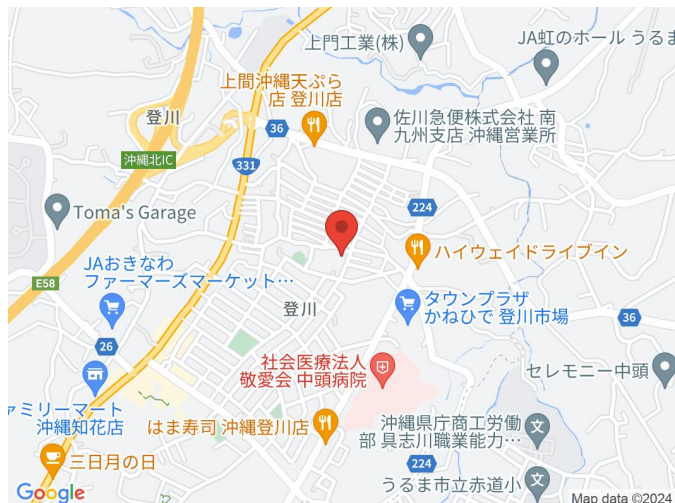 上門工業(株)
JA虹のホール うるま
上間沖縄天ぷら
店 登川店
佐川急便株式会社 南
九州支店 沖縄営業所
登川
36
沖縄北IC
331
Toma's Garage
224
ハイウェイドライブイン
E58
JAおきなわ
ファーマーズマーケット…
登川
タウンプラザ
かねひで 登川市場
36
26
社会医療法人
敬愛会 中頭病院
セレモニー中頭
ァミリーマート
沖縄知花店
はま寿司 沖縄登川店
沖縄県庁商工労働
部 具志川職業能力…
三日月の日
224
うるま市立赤道小
Google
Map data ©2024